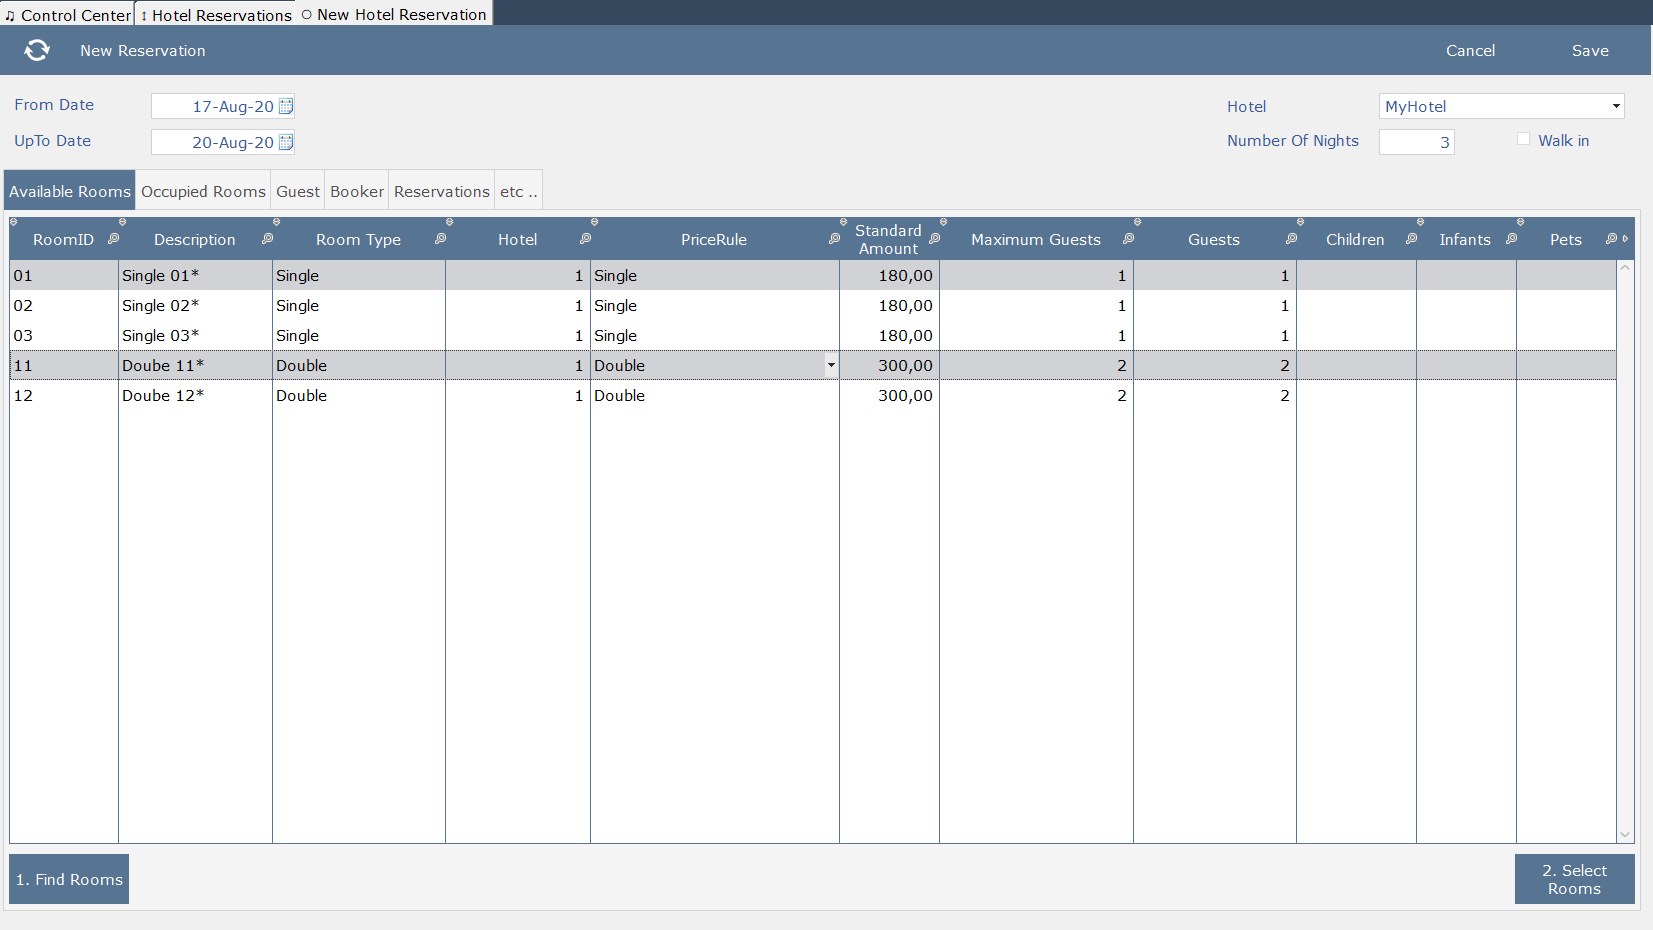 Control Center Hotel Reservations New Hotel Reservation
New Reservation Cancel Save
From Date 17-Aug-20 Hotel MyHotel
UpTo Date 20-Aug-20 Number Of Nights 3 Walk in
Available Rooms Occupied Rooms Guest Booker Reservations etc ..
RoomID Description Room Type Hotel PriceRule Standard Amount Maximum Guests Guests Children Infants Pets
01 Single 01* Single 1 Single 180,00 1 1
02 Single 02* Single 1 Single 180,00 1 1
03 Single 03* Single 1 Single 180,00 1 1
11 Doube 11* Double 1 Double 300,00 2 2
12 Doube 12* Double 1 Double 300,00 2 2
1. Find Rooms 2. Select Rooms